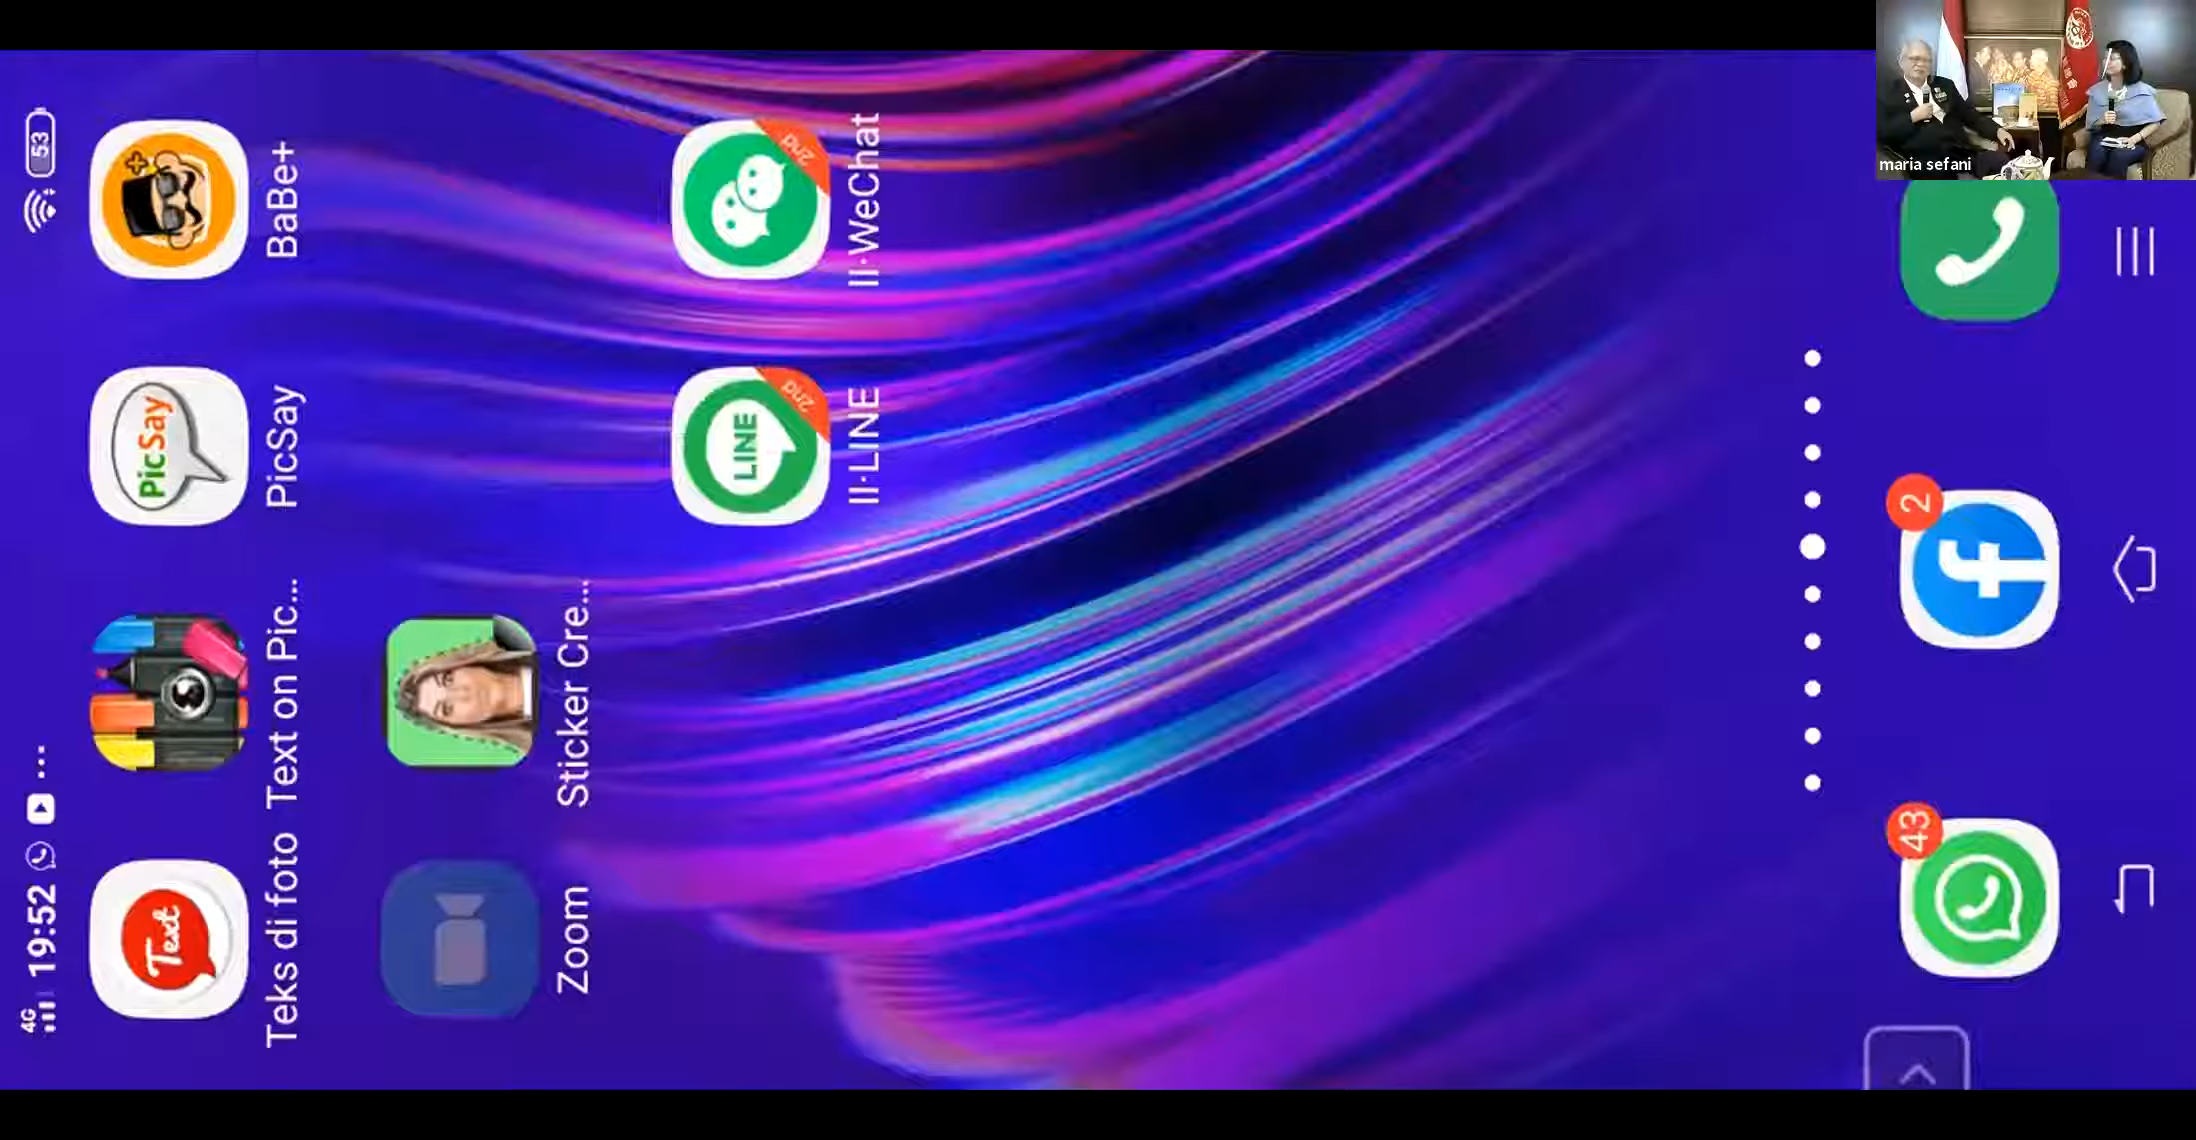 4G 19:52
53
Text
Teks di foto
Text on Pic...
PicSay
PicSay
BaBe+
Zoom
Sticker Cre...
LINE
2nd
II·LINE
2nd
II·WeChat
43
2
maria sefani